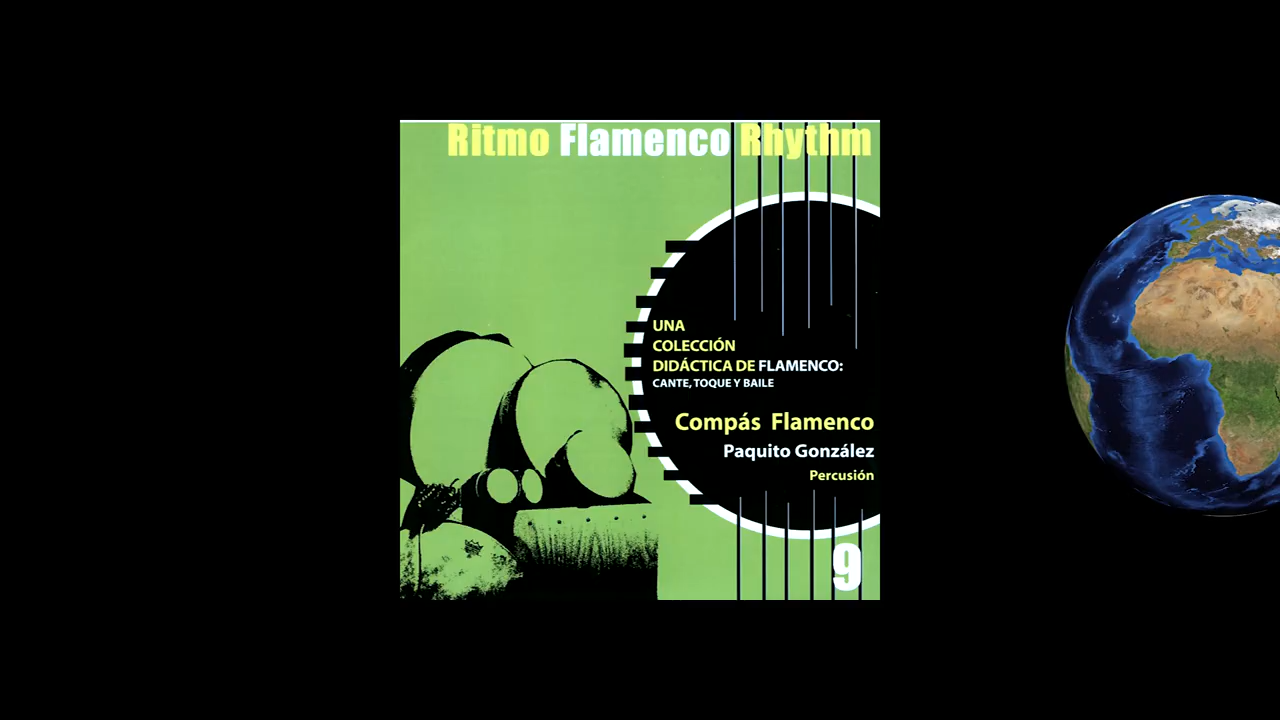 Ritmo Flamenco Rhythm
UNA
COLECCIÓN
DIDÁCTICA DE FLAMENCO:
CANTE, TOQUE Y BAILE
Compás Flamenco
Paquito González
Percusión
9